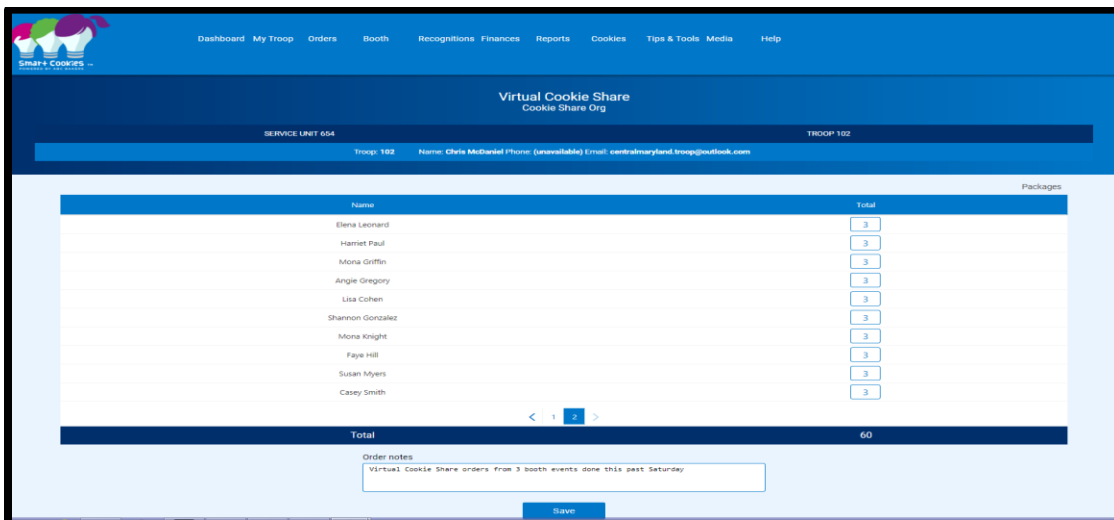 Dashboard My Troop Orders Booth Recognitions Finances Reports Cookies Tips & Tools Media Help
Smart Cookies
POWERED BY ABC BAKERS
Virtual Cookie Share
Cookie Share Org
SERVICE UNIT 654 TROOP 102
Troop: 102 Name: Chris McDaniel Phone: (unavailable) Email: centralmaryland.troop@outlook.com
Packages
Name Total
Elena Leonard 3
Harriet Paul 3
Mona Griffin 3
Angie Gregory 3
Lisa Cohen 3
Shannon Gonzalez 3
Mona Knight 3
Faye Hill 3
Susan Myers 3
Casey Smith 3
< 1 2 >
Total 60
Order notes
Virtual Cookie Share orders from 3 booth events done this past Saturday
Save